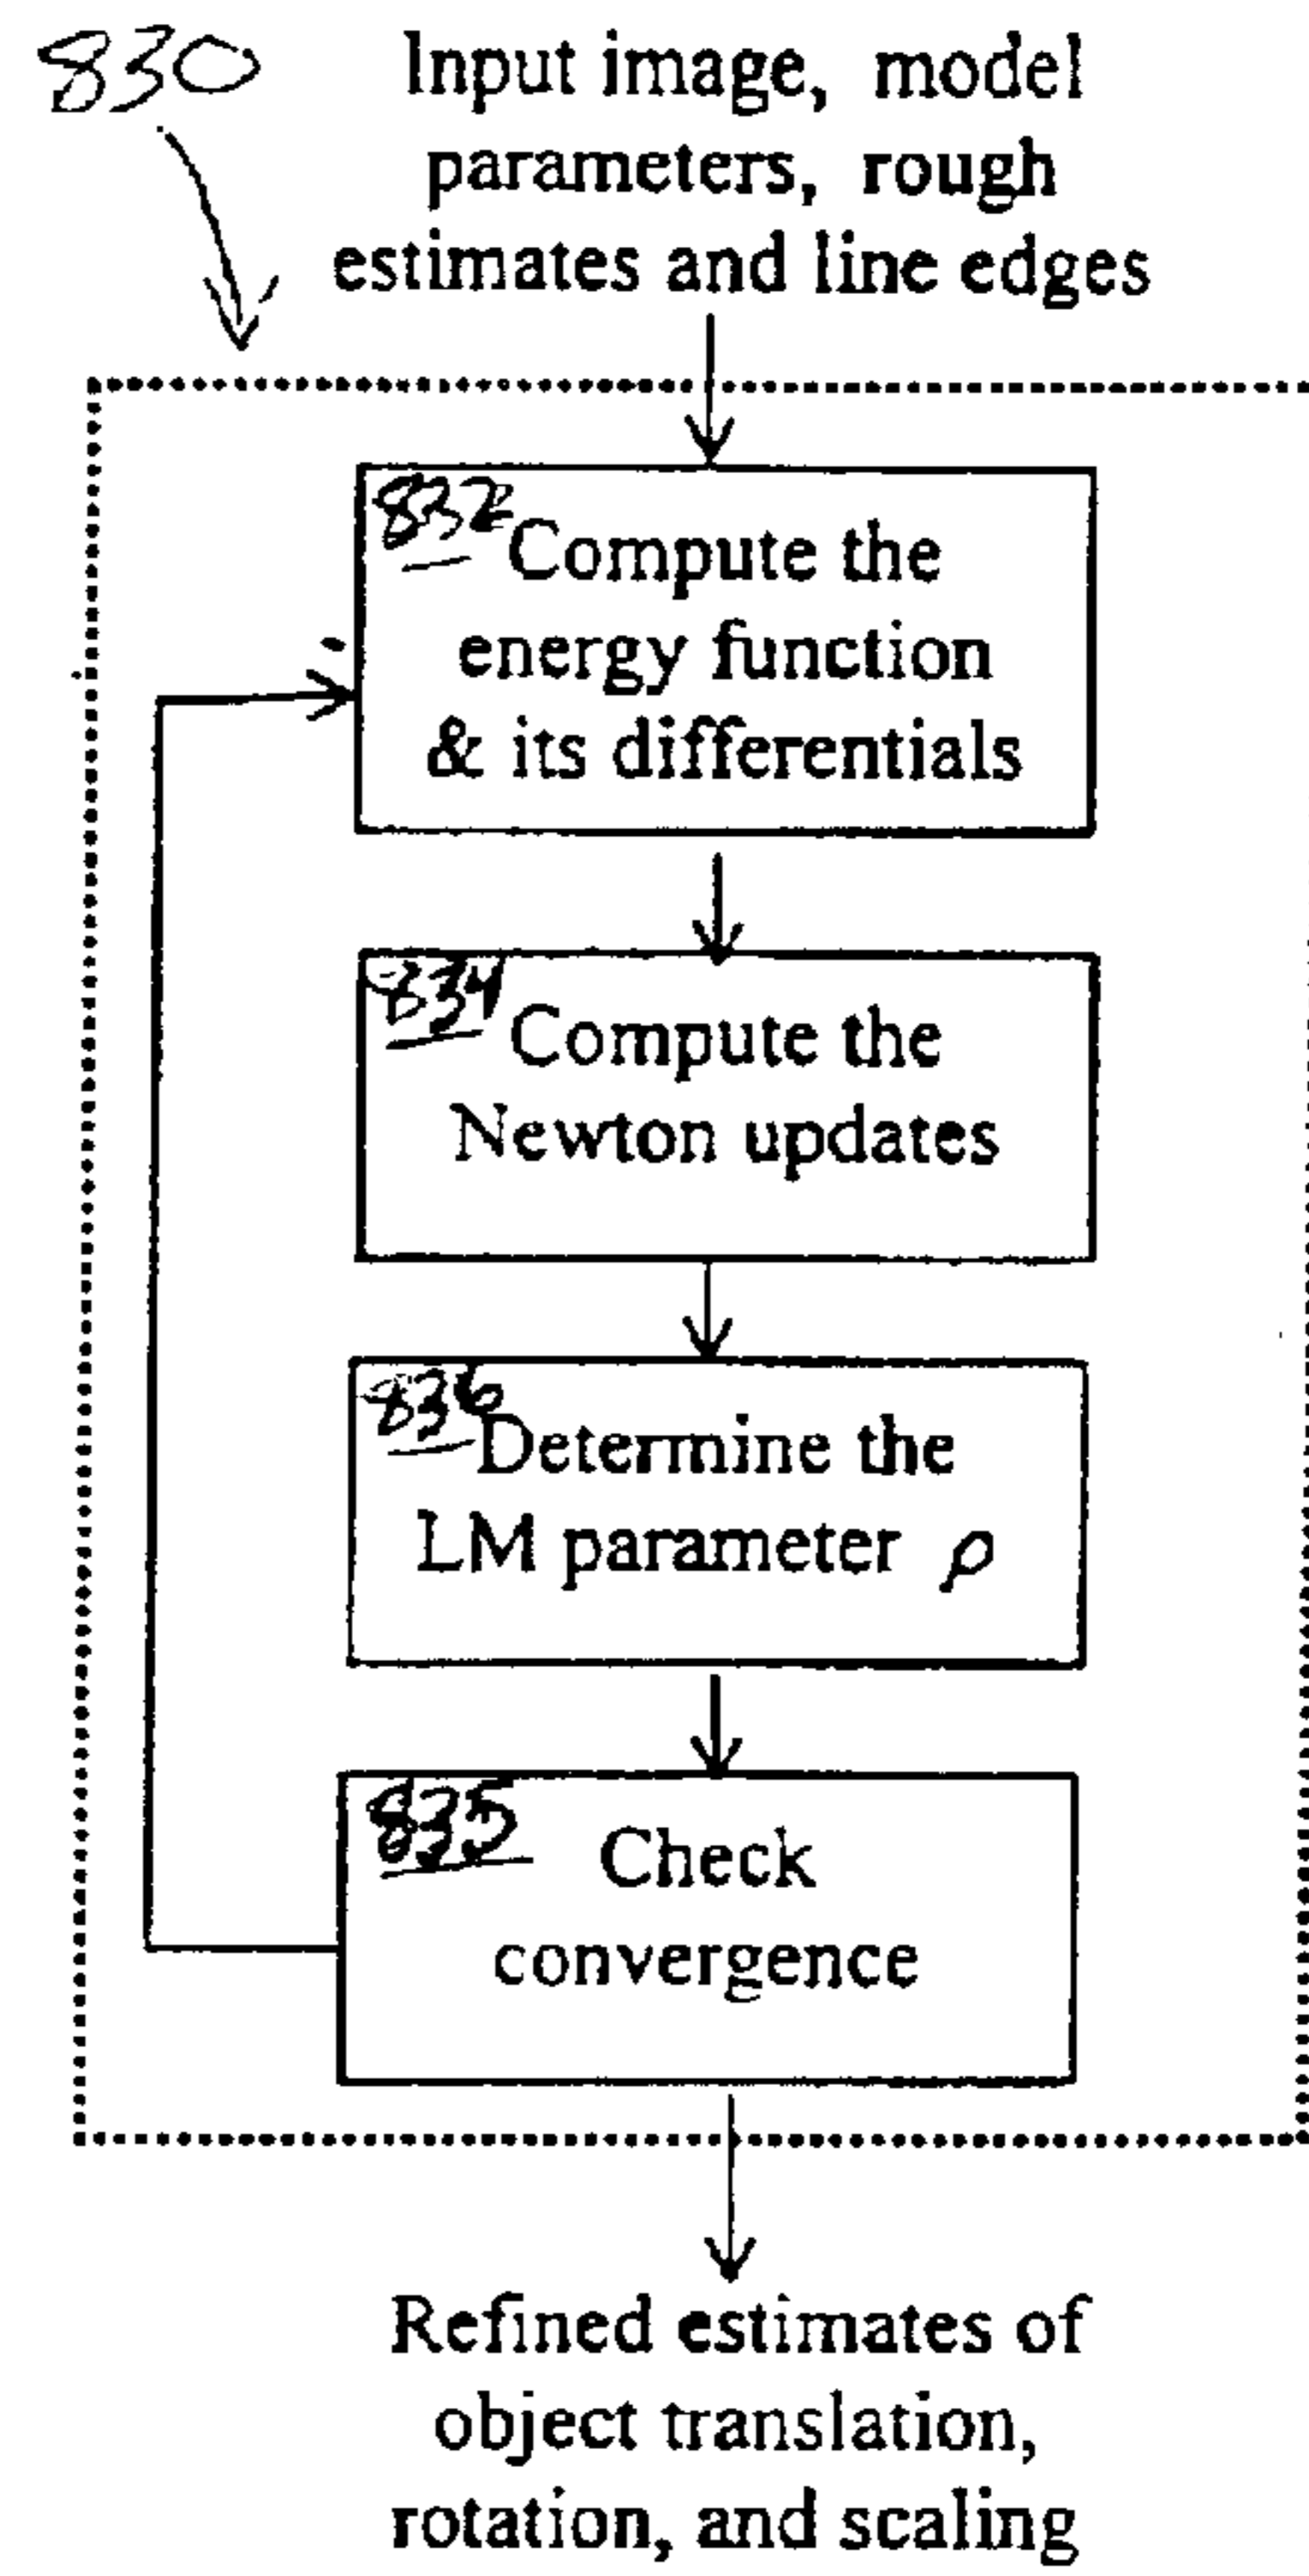 830
Input image, model
parameters, rough
estimates and line edges
832
Compute the
energy function
& its differentials
834
Compute the
Newton updates
836
Determine the
LM parameter ρ
835
Check
convergence
Refined estimates of
object translation,
rotation, and scaling